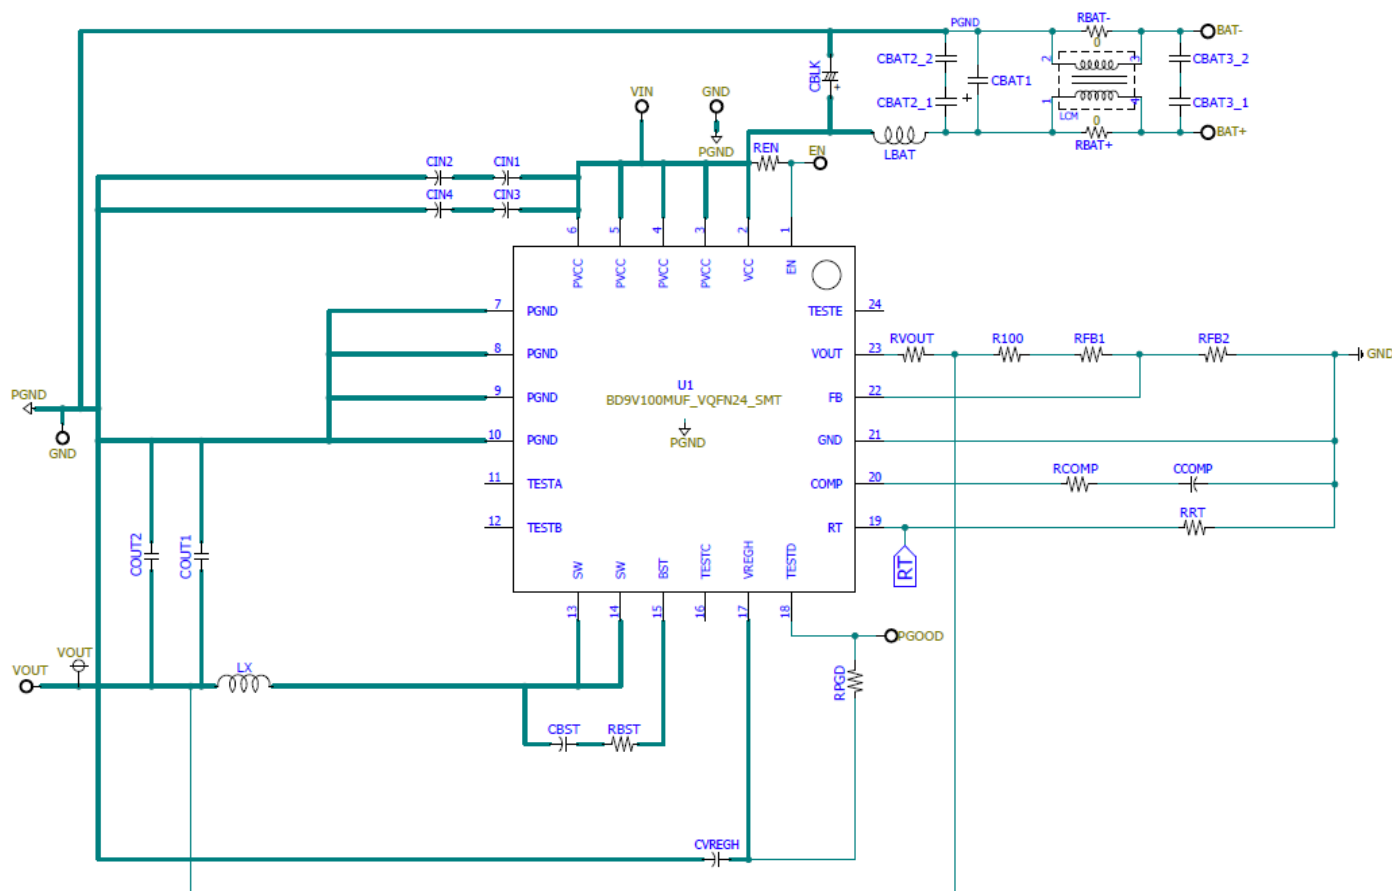 PGND
RBAT-
0
BAT-
CBAT2_2
CBLK
+
CBAT1
2
3
CBAT3_2
CBAT2_1
+
1
4
LCM
CBAT3_1
0
RBAT+
BAT+
LBAT
VIN
GND
PGND
REN
EN
CIN2
CIN1
CIN4
CIN3
6
5
4
3
2
1
PVCC
PVCC
PVCC
PVCC
VCC
EN
7
PGND
TESTE
24
8
PGND
VOUT
23
RVOUT
R100
RFB1
RFB2
GND
9
PGND
U1
BD9V100MUF_VQFN24_SMT
PGND
FB
22
PGND
GND
10
PGND
GND
21
11
TESTA
COMP
20
RCOMP
CCOMP
12
TESTB
RT
19
RRT
RT
COUT2
COUT1
SW
SW
BST
TESTC
VREGH
TESTD
13
14
15
16
17
18
PGOOD
VOUT
VOUT
LX
RPGD
CBST
RBST
CVREGH